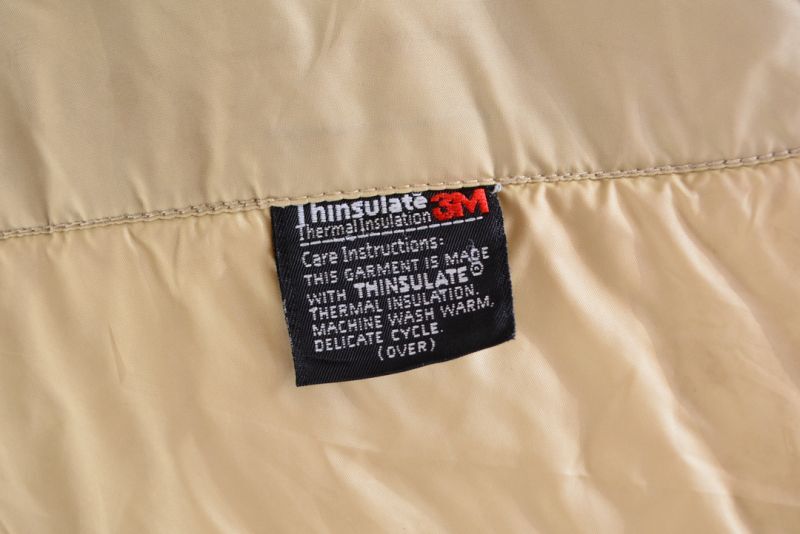 Thinsulate 3M
Thermal Insulation
Care Instructions:
THIS GARMENT IS MADE
WITH THINSULATE®
THERMAL INSULATION.
MACHINE WASH WARM,
DELICATE CYCLE.
(OVER)